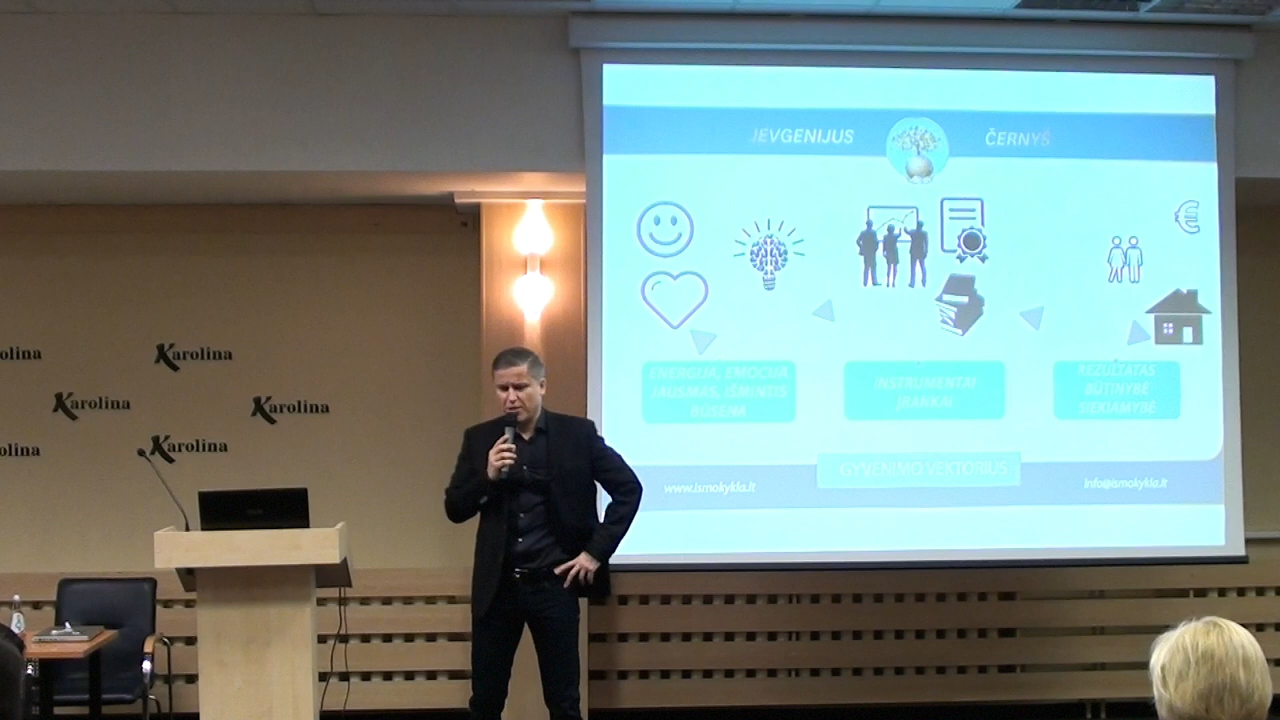 JEVGENIJUS
ČERNYŠ
€
ENERGIJA, EMOCIJA
JAUSMAS, IŠMINTIS
BŪSENA
INSTRUMENTAI
ĮRANKAI
REZULTATAS
BŪTINYBĖ
SIEKIAMYBĖ
GYVENIMO VEKTORIUS
www.ismokykla.lt
info@ismokykla.lt
olina
Karolina
Karolina
Karolina
olina
Karolina